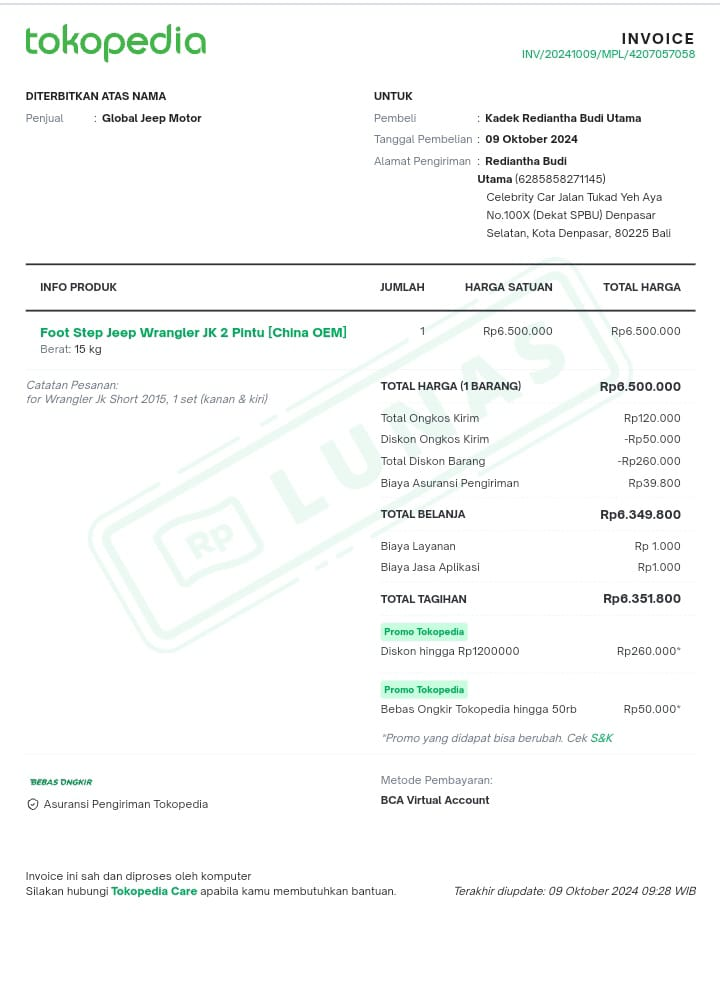 tokopedia
INVOICE
INV/20241009/MPL/4207057058
DITERBITKAN ATAS NAMA
Penjual : Global Jeep Motor
UNTUK
Pembeli : Kadek Rediantha Budi Utama
Tanggal Pembelian : 09 Oktober 2024
Alamat Pengiriman : Rediantha Budi
Utama (6285858271145)
Celebrity Car Jalan Tukad Yeh Aya
No.100X (Dekat SPBU) Denpasar
Selatan, Kota Denpasar, 80225 Bali
INFO PRODUK JUMLAH HARGA SATUAN TOTAL HARGA
Foot Step Jeep Wrangler JK 2 Pintu [China OEM] 1 Rp6.500.000 Rp6.500.000
Berat: 15 kg
Catatan Pesanan:
for Wrangler Jk Short 2015, 1 set (kanan & kiri)
TOTAL HARGA (1 BARANG) Rp6.500.000
Total Ongkos Kirim Rp120.000
Diskon Ongkos Kirim -Rp50.000
Total Diskon Barang -Rp260.000
Biaya Asuransi Pengiriman Rp39.800
TOTAL BELANJA Rp6.349.800
Biaya Layanan Rp 1.000
Biaya Jasa Aplikasi Rp1.000
TOTAL TAGIHAN Rp6.351.800
Promo Tokopedia
Diskon hingga Rp1200000 Rp260.000*
Promo Tokopedia
Bebas Ongkir Tokopedia hingga 50rb Rp50.000*
*Promo yang didapat bisa berubah. Cek S&K
Rp LUNAS
BEBAS ONGKIR
Asuransi Pengiriman Tokopedia
Metode Pembayaran:
BCA Virtual Account
Invoice ini sah dan diproses oleh komputer
Silakan hubungi Tokopedia Care apabila kamu membutuhkan bantuan.
Terakhir diupdate: 09 Oktober 2024 09:28 WIB